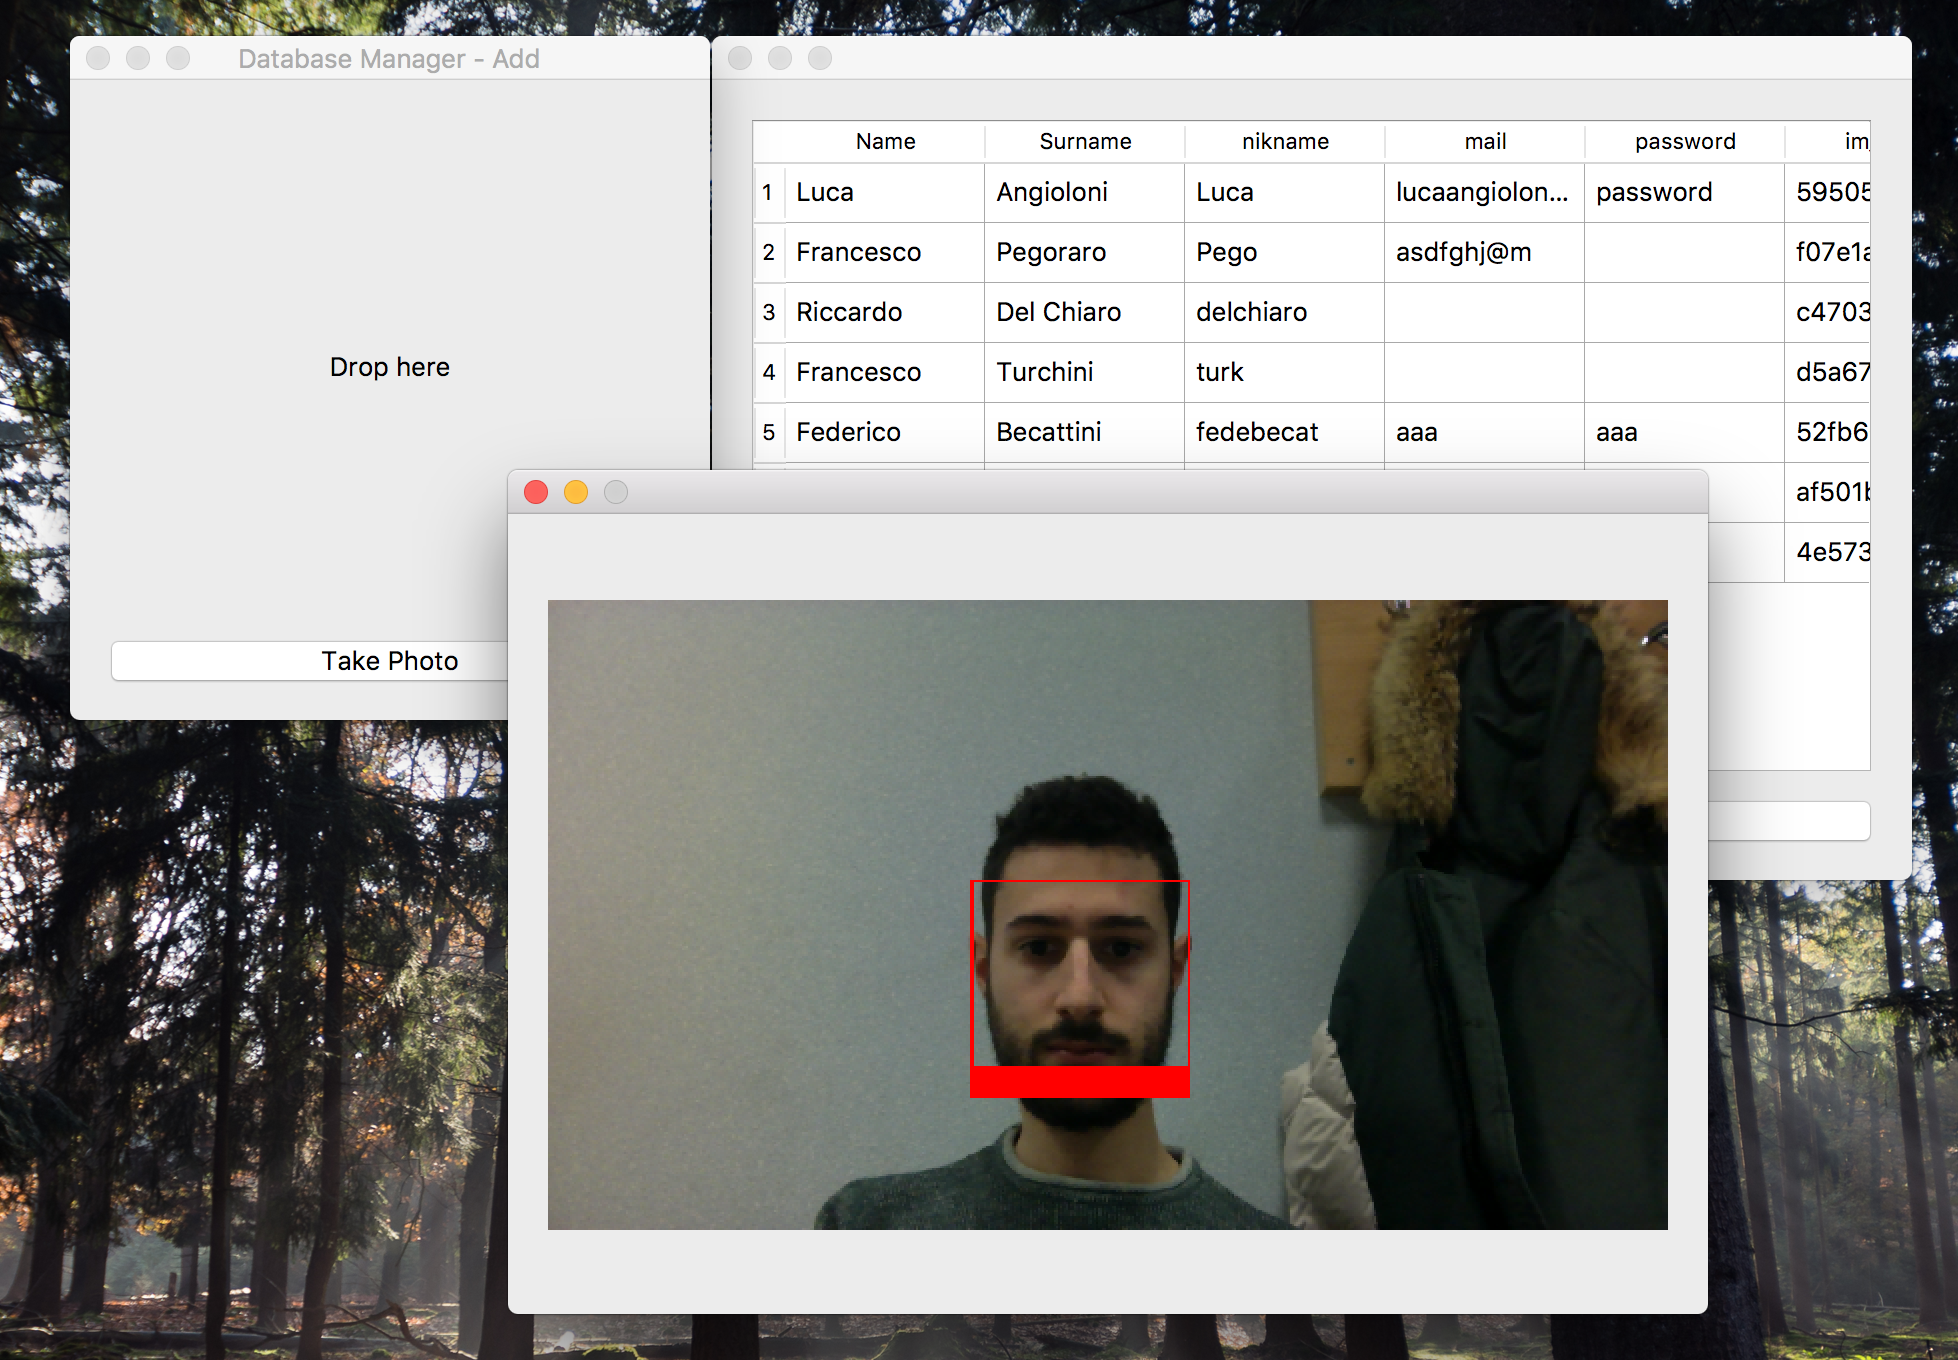 Database Manager - Add
Drop here
Take Photo
Name Surname nikname mail password im
1 Luca Angioloni Luca lucaangiolon... password 59505
2 Francesco Pegoraro Pego asdfghj@m f07e1a
3 Riccardo Del Chiaro delchiaro c4703
4 Francesco Turchini turk d5a67
5 Federico Becattini fedebecat aaa aaa 52fb6
af501b
4e573